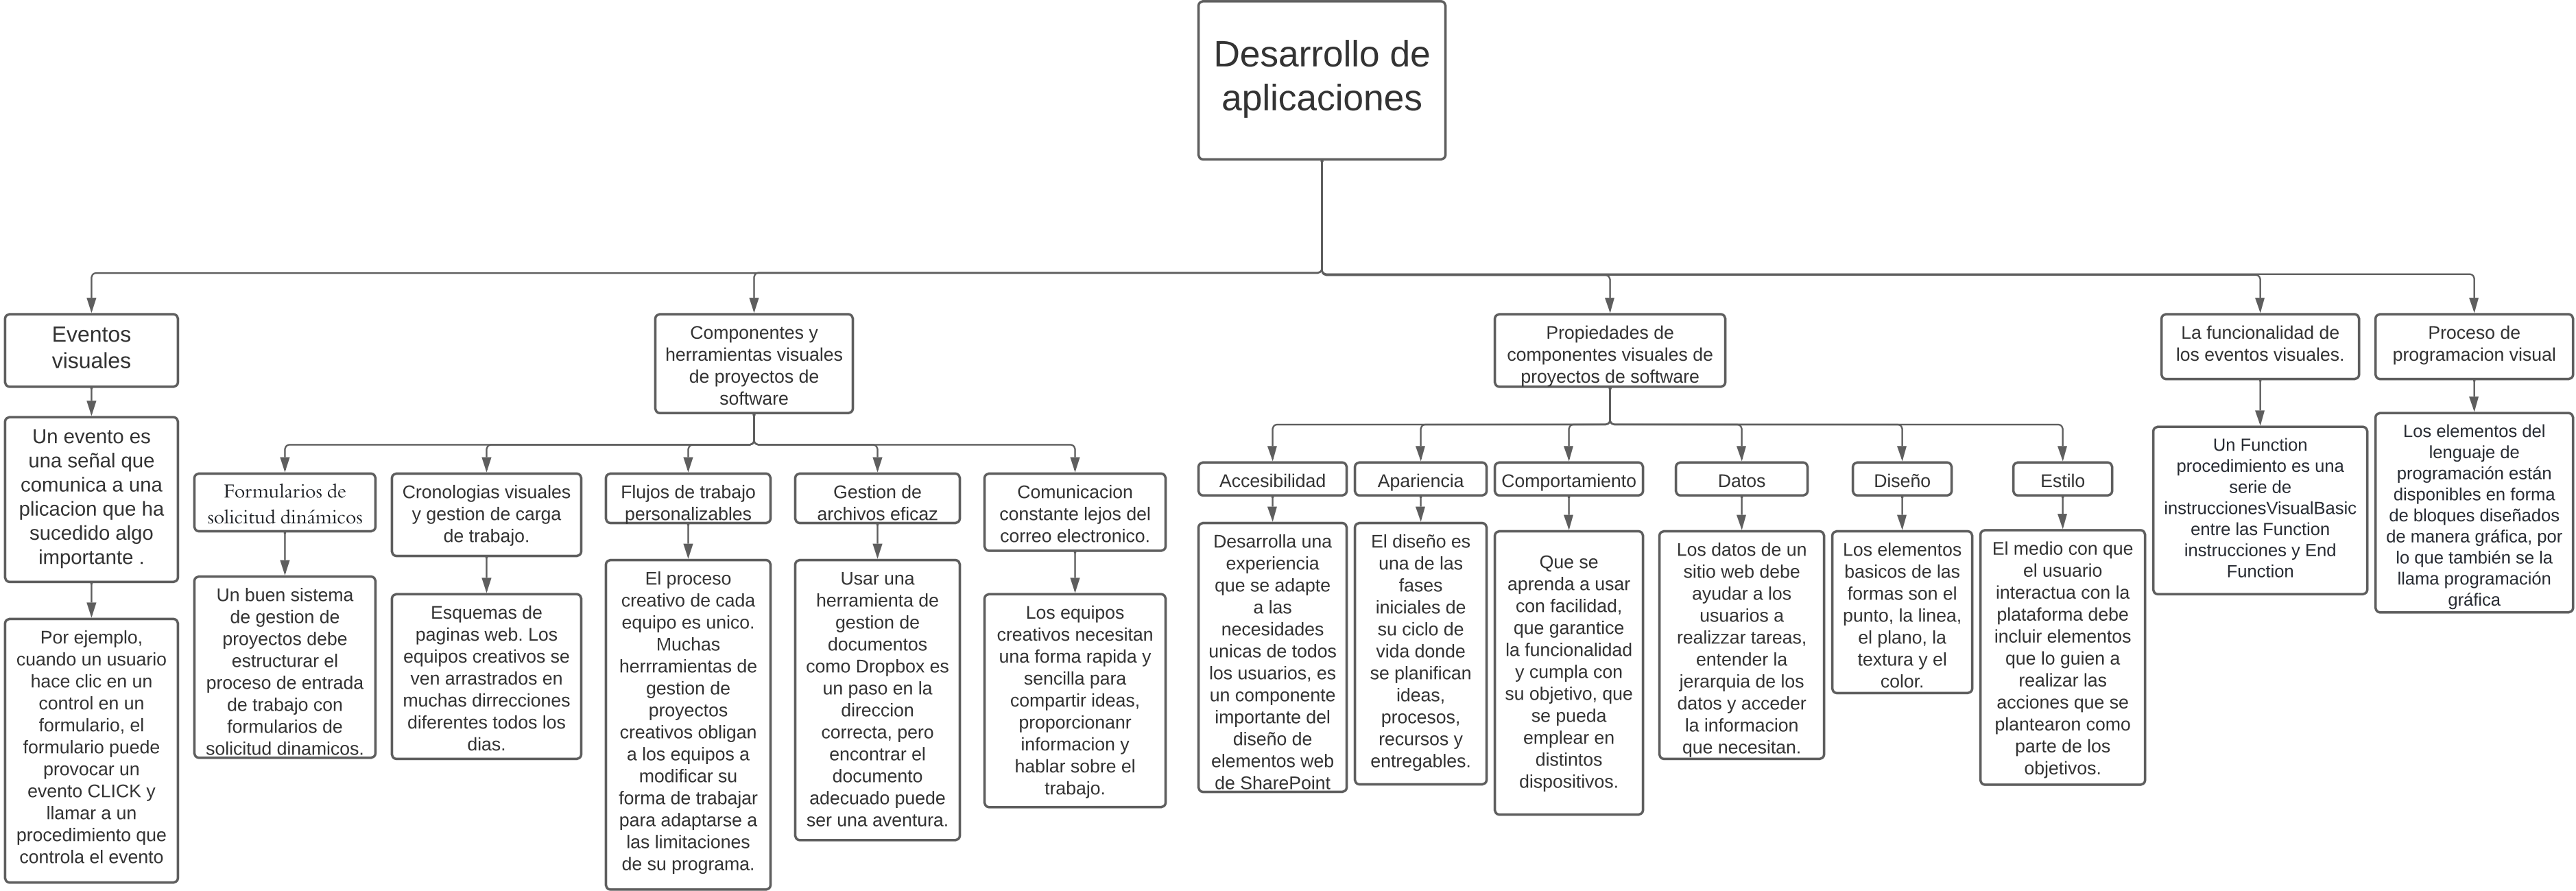 Desarrollo de
aplicaciones
Eventos
visuales
Un evento es
una señal que
comunica a una
plicacion que ha
sucedido algo
importante .
Por ejemplo,
cuando un usuario
hace clic en un
control en un
formulario, el
formulario puede
provocar un
evento CLICK y
llamar a un
procedimiento que
controla el evento
Componentes y
herramientas visuales
de proyectos de
software
Formularios de
solicitud dinámicos
Un buen sistema
de gestion de
proyectos debe
estructurar el
proceso de entrada
de trabajo con
formularios de
solicitud dinamicos.
Cronologias visuales
y gestion de carga
de trabajo.
Esquemas de
paginas web. Los
equipos creativos se
ven arrastrados en
muchas dirrecciones
diferentes todos los
dias.
Flujos de trabajo
personalizables
El proceso
creativo de cada
equipo es unico.
Muchas
herrramientas de
gestion de
proyectos
creativos obligan
a los equipos a
modificar su
forma de trabajar
para adaptarse a
las limitaciones
de su programa.
Gestion de
archivos eficaz
Usar una
herramienta de
gestion de
documentos
como Dropbox es
un paso en la
direccion
correcta, pero
encontrar el
documento
adecuado puede
ser una aventura.
Comunicacion
constante lejos del
correo electronico.
Los equipos
creativos necesitan
una forma rapida y
sencilla para
compartir ideas,
proporcionanr
informacion y
hablar sobre el
trabajo.
Propiedades de
componentes visuales de
proyectos de software
Accesibilidad
Desarrolla una
experiencia
que se adapte
a las
necesidades
unicas de todos
los usuarios, es
un componente
importante del
diseño de
elementos web
de SharePoint
Apariencia
El diseño es
una de las
fases
iniciales de
su ciclo de
vida donde
se planifican
ideas,
procesos,
recursos y
entregables.
Comportamiento
Que se
aprenda a usar
con facilidad,
que garantice
la funcionalidad
y cumpla con
su objetivo, que
se pueda
emplear en
distintos
dispositivos.
Datos
Los datos de un
sitio web debe
ayudar a los
usuarios a
realizzar tareas,
entender la
jerarquia de los
datos y acceder
la informacion
que necesitan.
Diseño
Los elementos
basicos de las
formas son el
punto, la linea,
el plano, la
textura y el
color.
Estilo
El medio con que
el usuario
interactua con la
plataforma debe
incluir elementos
que lo guien a
realizar las
acciones que se
plantearon como
parte de los
objetivos.
La funcionalidad de
los eventos visuales.
Un Function
procedimiento es una
serie de
instruccionesVisualBasic
entre las Function
instrucciones y End
Function
Proceso de
programacion visual
Los elementos del
lenguaje de
programación están
disponibles en forma
de bloques diseñados
de manera gráfica, por
lo que también se la
llama programación
gráfica